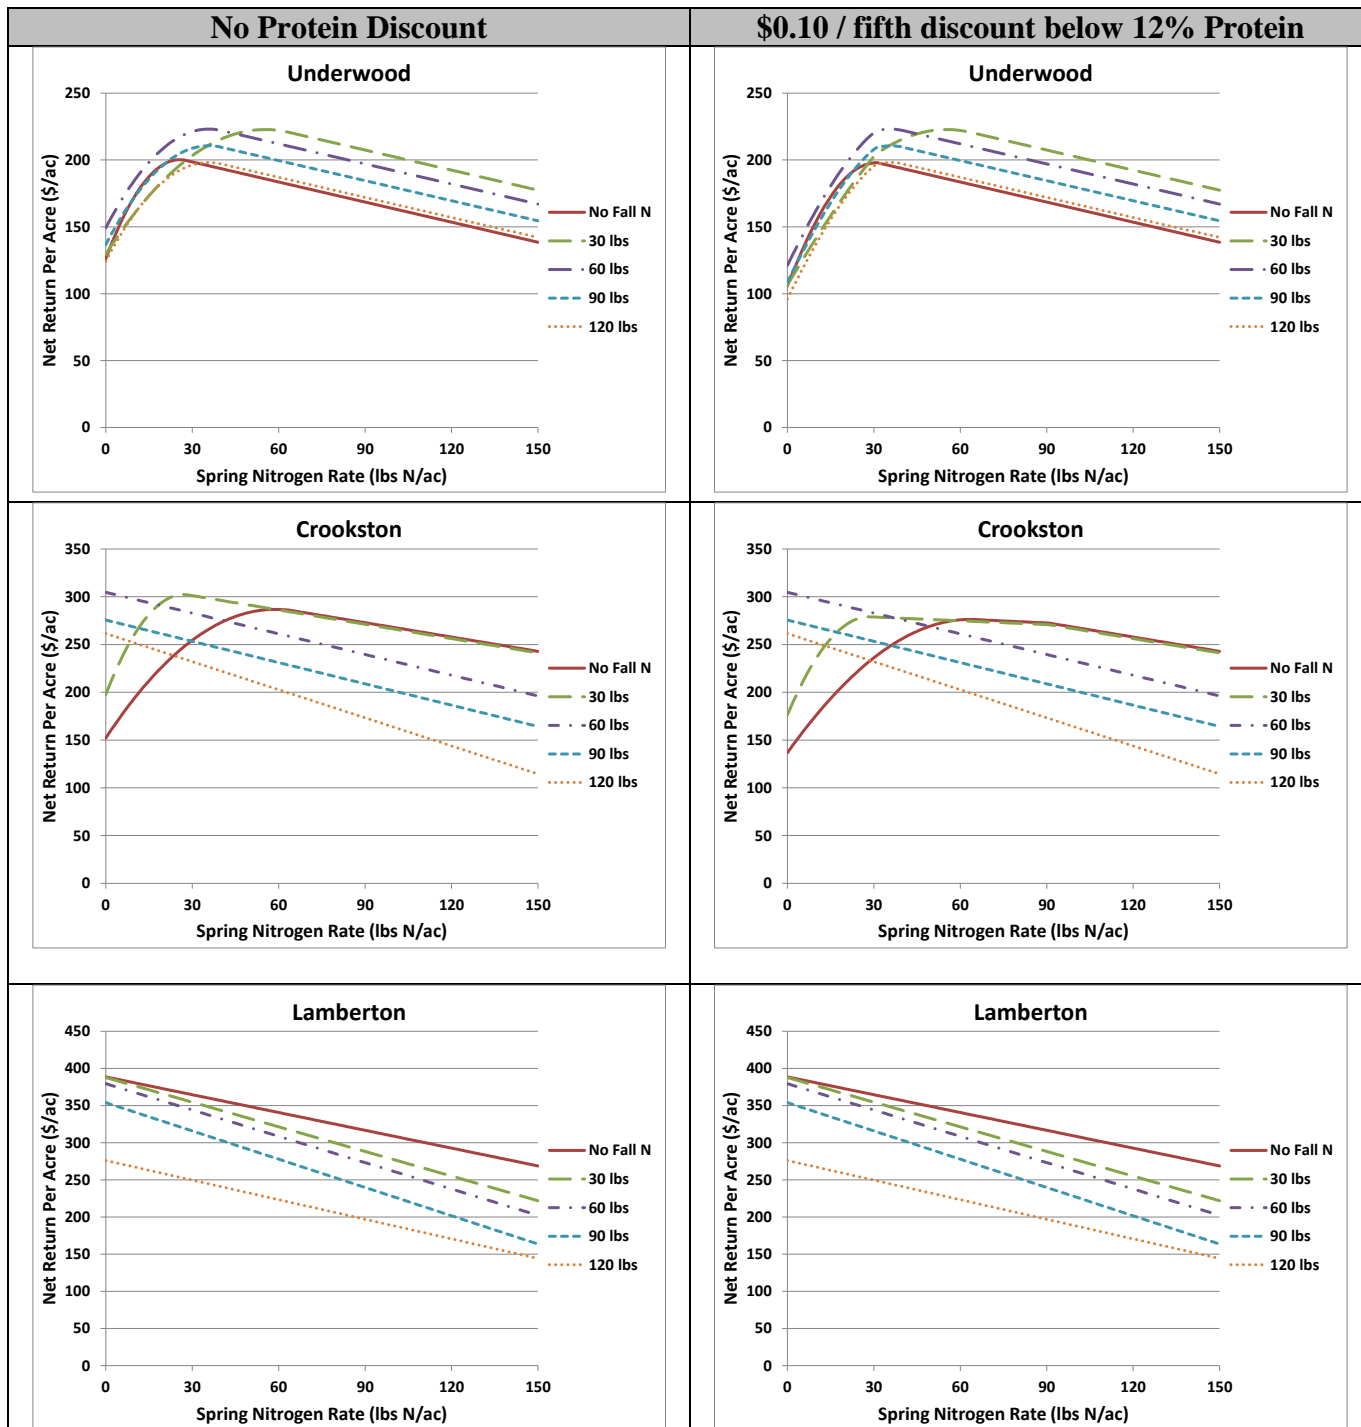 No Protein Discount
$0.10 / fifth discount below 12% Protein
Underwood
250
200
150
100
50
0
0 30 60 90 120 150
Net Return Per Acre ($/ac)
Spring Nitrogen Rate (lbs N/ac)
No Fall N
30 lbs
60 lbs
90 lbs
120 lbs
Underwood
250
200
150
100
50
0
0 30 60 90 120 150
Net Return Per Acre ($/ac)
Spring Nitrogen Rate (lbs N/ac)
No Fall N
30 lbs
60 lbs
90 lbs
120 lbs
Crookston
350
300
250
200
150
100
50
0
0 30 60 90 120 150
Net Return Per Acre ($/ac)
Spring Nitrogen Rate (lbs N/ac)
No Fall N
30 lbs
60 lbs
90 lbs
120 lbs
Crookston
350
300
250
200
150
100
50
0
0 30 60 90 120 150
Net Return Per Acre ($/ac)
Spring Nitrogen Rate (lbs N/ac)
No Fall N
30 lbs
60 lbs
90 lbs
120 lbs
Lamberton
450
400
350
300
250
200
150
100
50
0
0 30 60 90 120 150
Net Return Per Acre ($/ac)
Spring Nitrogen Rate (lbs N/ac)
No Fall N
30 lbs
60 lbs
90 lbs
120 lbs
Lamberton
450
400
350
300
250
200
150
100
50
0
0 30 60 90 120 150
Net Return Per Acre ($/ac)
Spring Nitrogen Rate (lbs N/ac)
No Fall N
30 lbs
60 lbs
90 lbs
120 lbs